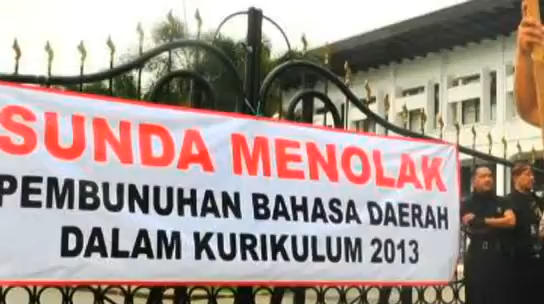 SUNDA MENOLAK
PEMBUNUHAN BAHASA DAERAH
DALAM KURIKULUM 2013